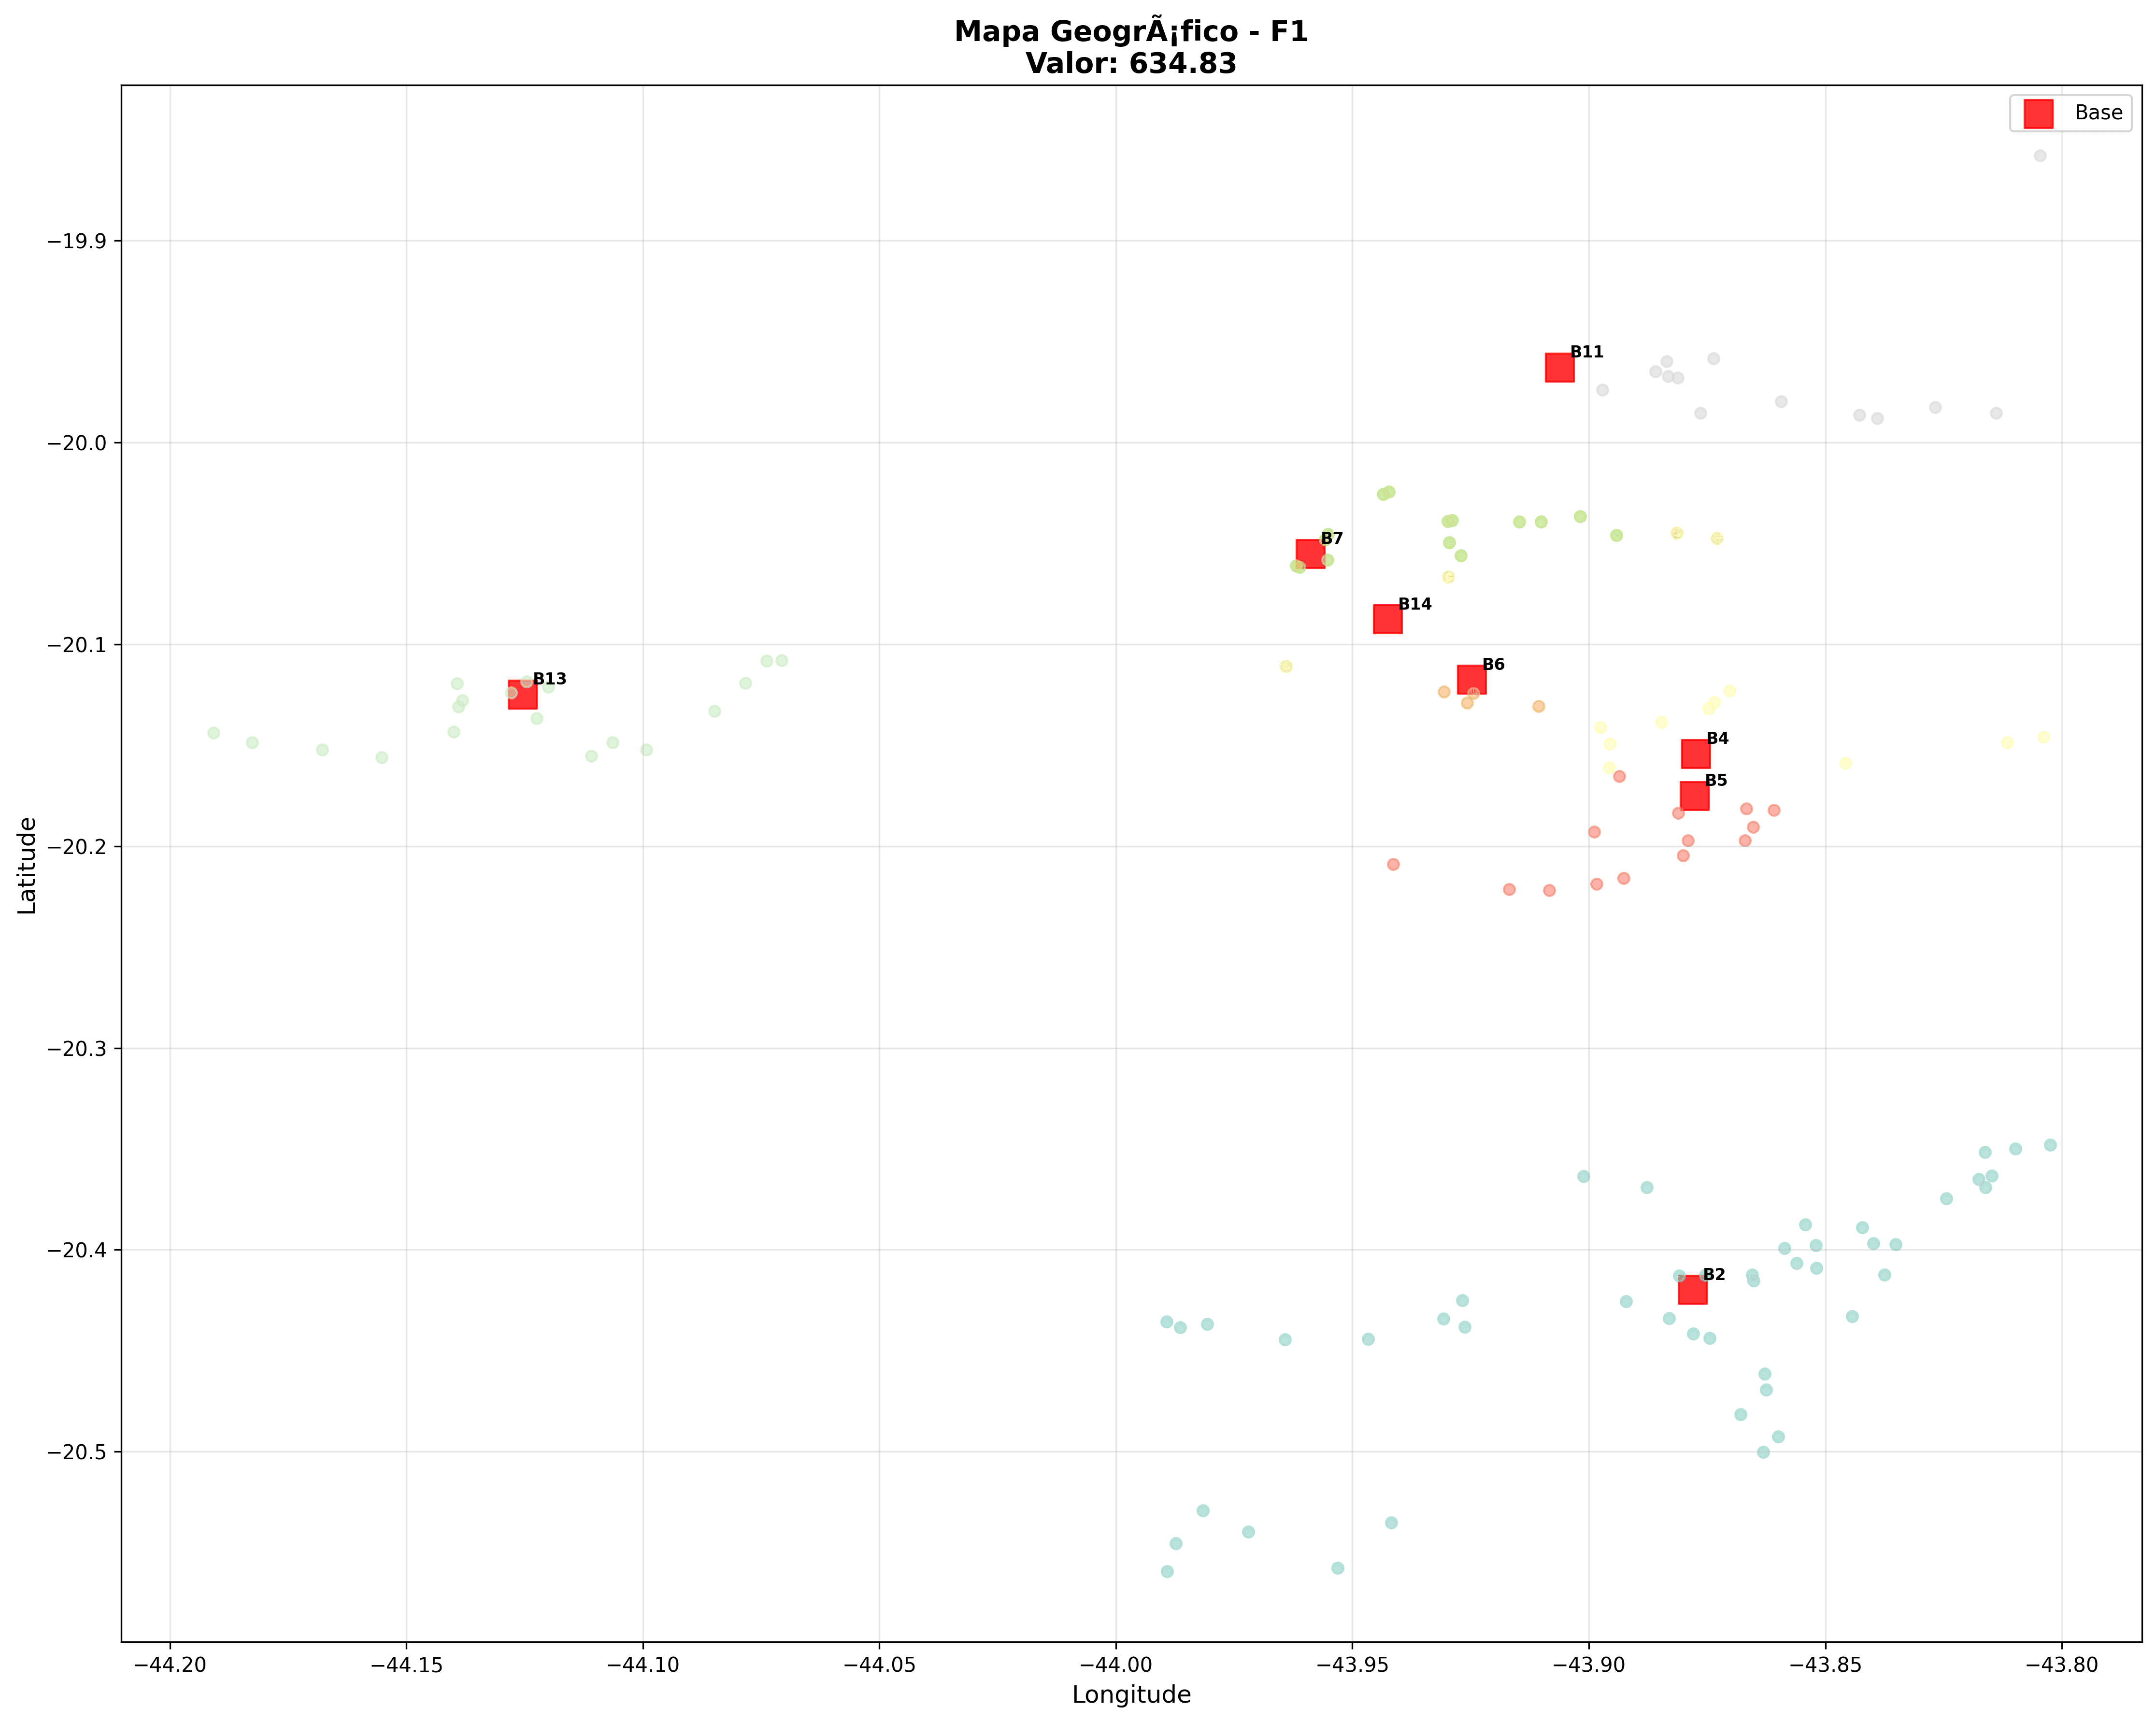 Mapa GeogrÃ¡fico - F1
Valor: 634.83
Base
B11
B7
B14
B6
B13
B4
B5
B2
−19.9
−20.0
−20.1
−20.2
−20.3
−20.4
−20.5
Latitude
−44.20
−44.15
−44.10
−44.05
−44.00
−43.95
−43.90
−43.85
−43.80
Longitude